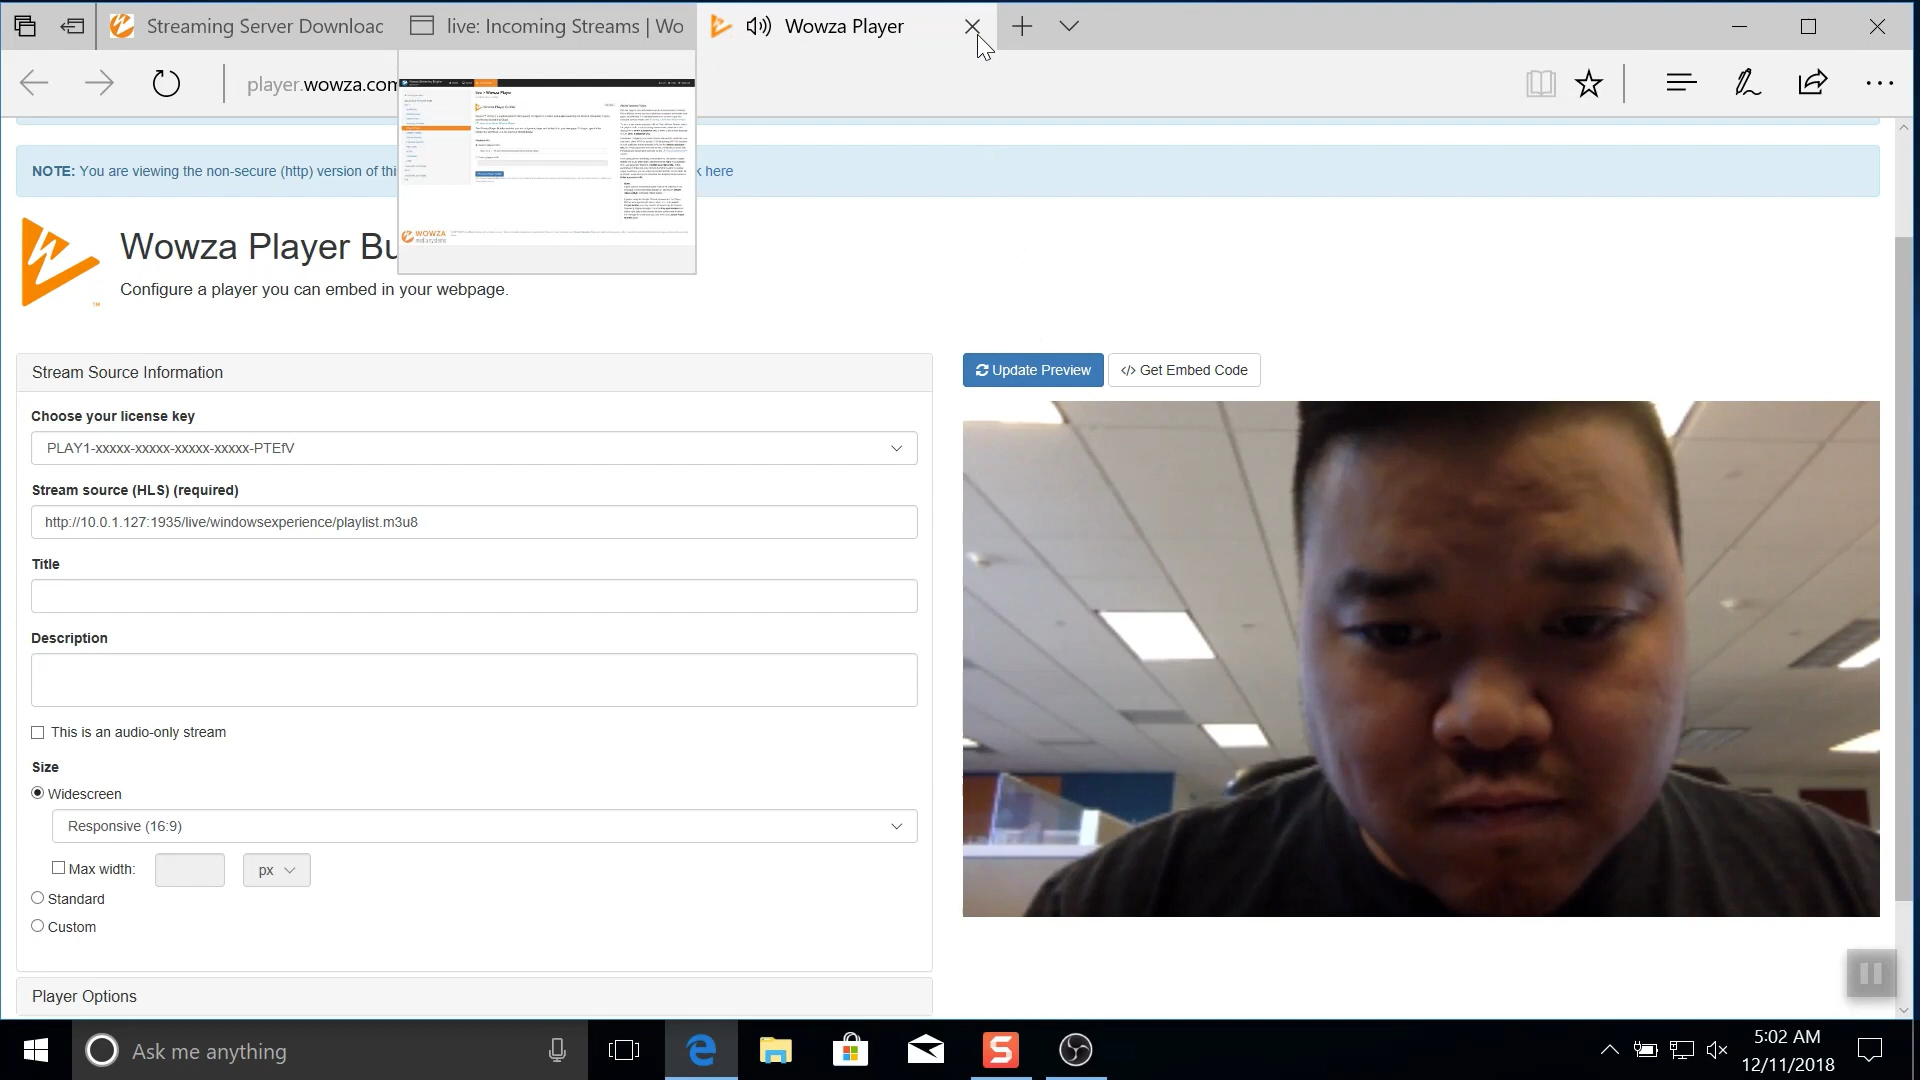 Streaming Server Downloac
live: Incoming Streams | Wo
Wowza Player
player.wowza.com
NOTE: You are viewing the non-secure (http) version of thi
here
Wowza Player Bu
Configure a player you can embed in your webpage.
WOWZA
media systems
Stream Source Information
Choose your license key
PLAY1-xxxxx-xxxxx-xxxxx-xxxxx-PTEfV
Stream source (HLS) (required)
http://10.0.1.127:1935/live/windowsexperience/playlist.m3u8
Title
Description
This is an audio-only stream
Size
Widescreen
Responsive (16:9)
Max width:
px
Standard
Custom
Player Options
Update Preview
</> Get Embed Code
Ask me anything
5:02 AM
12/11/2018